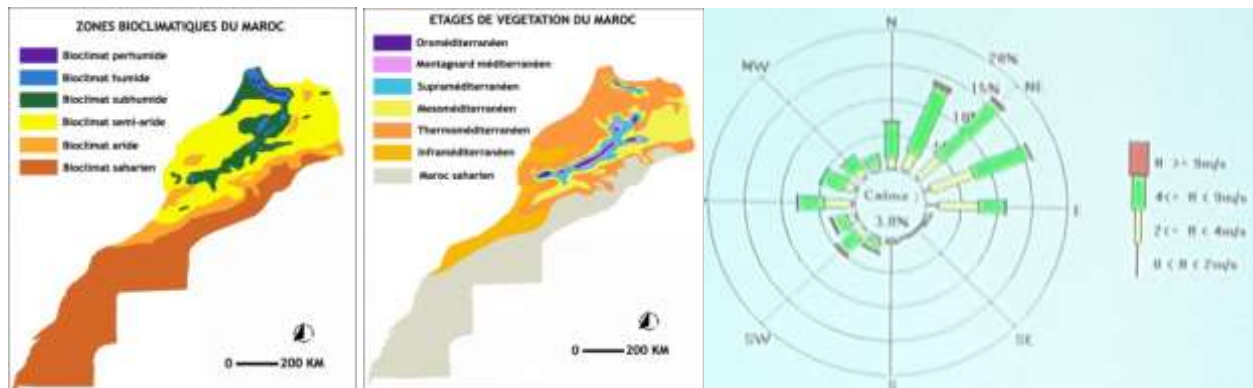 ZONES BIOCLIMATIQUES DU MAROC
Bioclimat perhumide
Bioclimat humide
Bioclimat subhumide
Bioclimat semi-aride
Bioclimat aride
Bioclimat saharien
0 200 KM
ETAGES DE VEGETATION DU MAROC
Oroméditerranéen
Montagnard méditerranéen
Supraméditerranéen
Mesoméditerranéen
Thermoméditerranéen
Inframéditerranéen
Maroc saharien
0 200 KM
N
NW
20%
15%
NE
10%
Calma :
3.8%
E
SW
SE
S